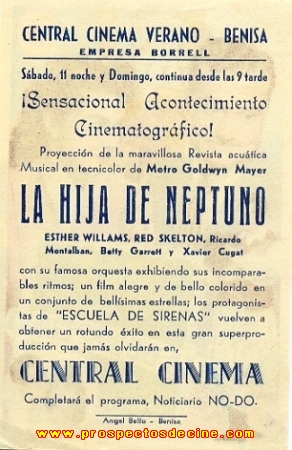 CENTRAL CINEMA VERANO - BENISA
EMPRESA BORRELL
Sábado, 11 noche y Domingo, continua desde las 9 tarde
¡Sensacional Acontecimiento
Cinematográfico!
Proyección de la maravillosa Revista acuática
Musical en tecnicolor de Metro Goldwyn Mayer
LA HIJA DE NEPTUNO
ESTHER WILLAMS, RED SKELTON, Ricardo
Montalban, Betty Garrett y Xavier Cugat
con su famosa orquesta exhibiendo sus incompara-
bles ritmos; un film alegre y de bello colorido en
un conjunto de bellísimas estrellas; los protagonis-
tas de "ESCUELA DE SIRENAS" vuelven a
obtener un rotundo éxito en esta gran superpro-
ducción que jamás olvidarán en,
CENTRAL CINEMA
Completará el programa, Noticiario NO-DO.
Angel Bello - Benisa
www.prospectosdecine.com